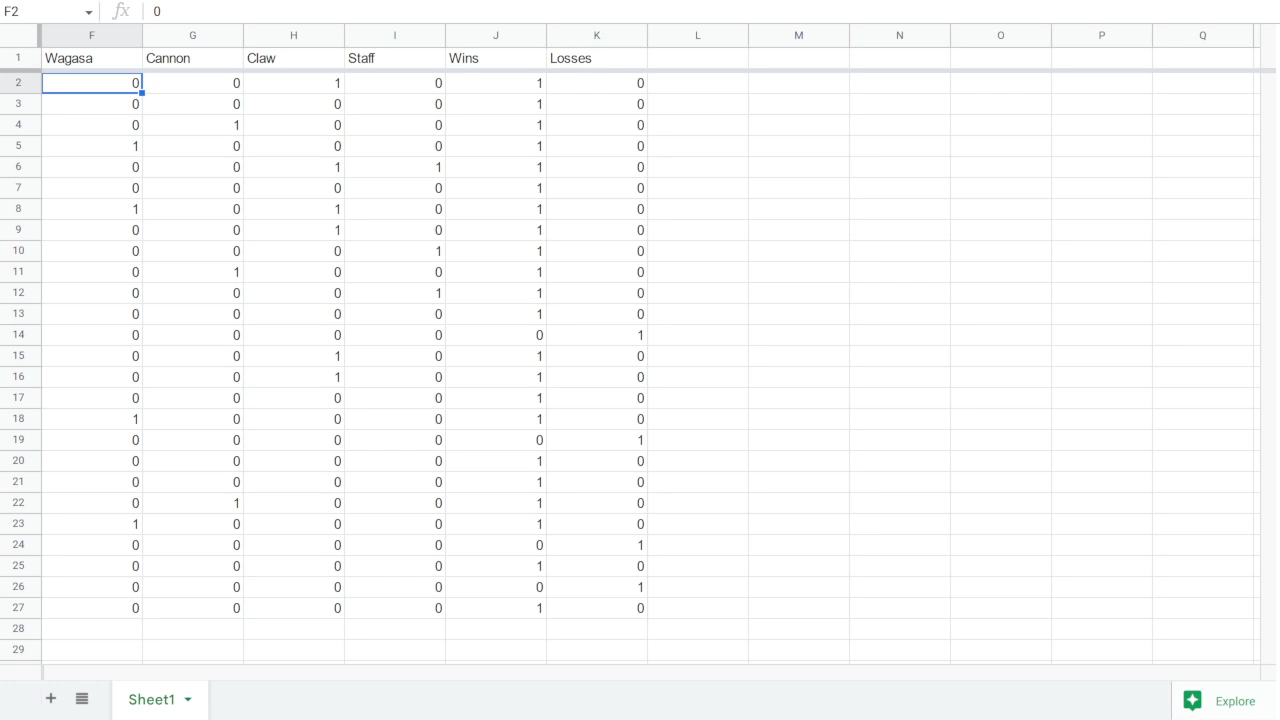 F2 fx 0
F G H I J K L M N O P Q
1 Wagasa Cannon Claw Staff Wins Losses
2 0 0 1 0 1 0
3 0 0 0 0 1 0
4 0 1 0 0 1 0
5 1 0 0 0 1 0
6 0 0 1 1 1 0
7 0 0 0 0 1 0
8 1 0 1 0 1 0
9 0 0 1 0 1 0
10 0 0 0 1 1 0
11 0 1 0 0 1 0
12 0 0 0 1 1 0
13 0 0 0 0 1 0
14 0 0 0 0 0 1
15 0 0 1 0 1 0
16 0 0 1 0 1 0
17 0 0 0 0 1 0
18 1 0 0 0 1 0
19 0 0 0 0 0 1
20 0 0 0 0 1 0
21 0 0 0 0 1 0
22 0 1 0 0 1 0
23 1 0 0 0 1 0
24 0 0 0 0 0 1
25 0 0 0 0 1 0
26 0 0 0 0 0 1
27 0 0 0 0 1 0
28
29
Sheet1 Explore